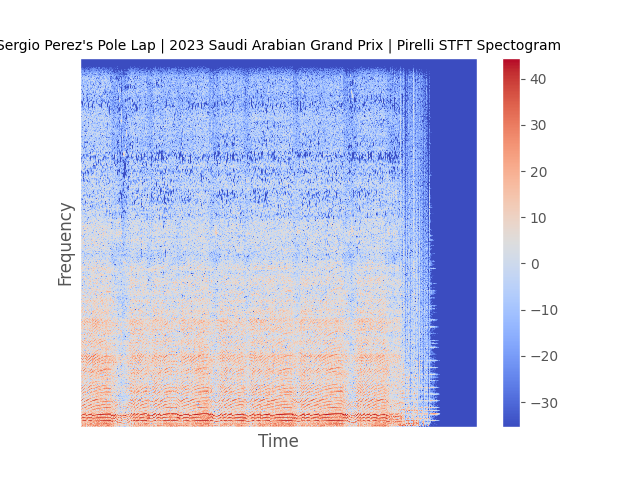 Sergio Perez's Pole Lap | 2023 Saudi Arabian Grand Prix | Pirelli STFT Spectogram
Frequency
Time
40
30
20
10
0
−10
−20
−30